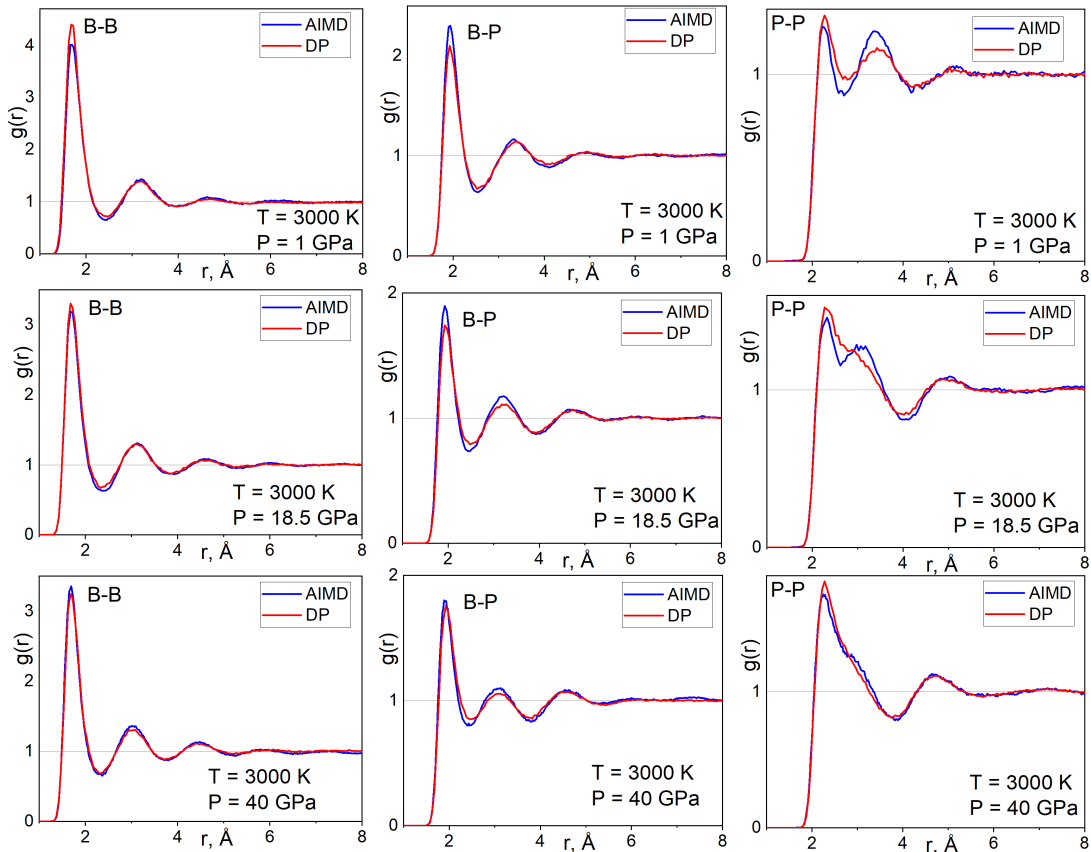 B-B
AIMD
DP
g(r)
4
3
2
1
0
T = 3000 K
P = 1 GPa
2 4 6 8
r, Å
B-P
AIMD
DP
g(r)
2
1
0
T = 3000 K
P = 1 GPa
2 4 6 8
r, Å
P-P
AIMD
DP
g(r)
1
0
T = 3000 K
P = 1 GPa
2 4 6 8
r, Å
B-B
AIMD
DP
g(r)
3
2
1
0
T = 3000 K
P = 18.5 GPa
2 4 6 8
r, Å
B-P
AIMD
DP
g(r)
2
1
0
T = 3000 K
P = 18.5 GPa
2 4 6 8
r, Å
P-P
AIMD
DP
g(r)
1
0
T = 3000 K
P = 18.5 GPa
2 4 6 8
r, Å
B-B
AIMD
DP
g(r)
3
2
1
0
T = 3000 K
P = 40 GPa
2 4 6 8
r, Å
B-P
AIMD
DP
g(r)
2
1
0
T = 3000 K
P = 40 GPa
2 4 6 8
r, Å
P-P
AIMD
DP
g(r)
1
0
T = 3000 K
P = 40 GPa
2 4 6 8
r, Å